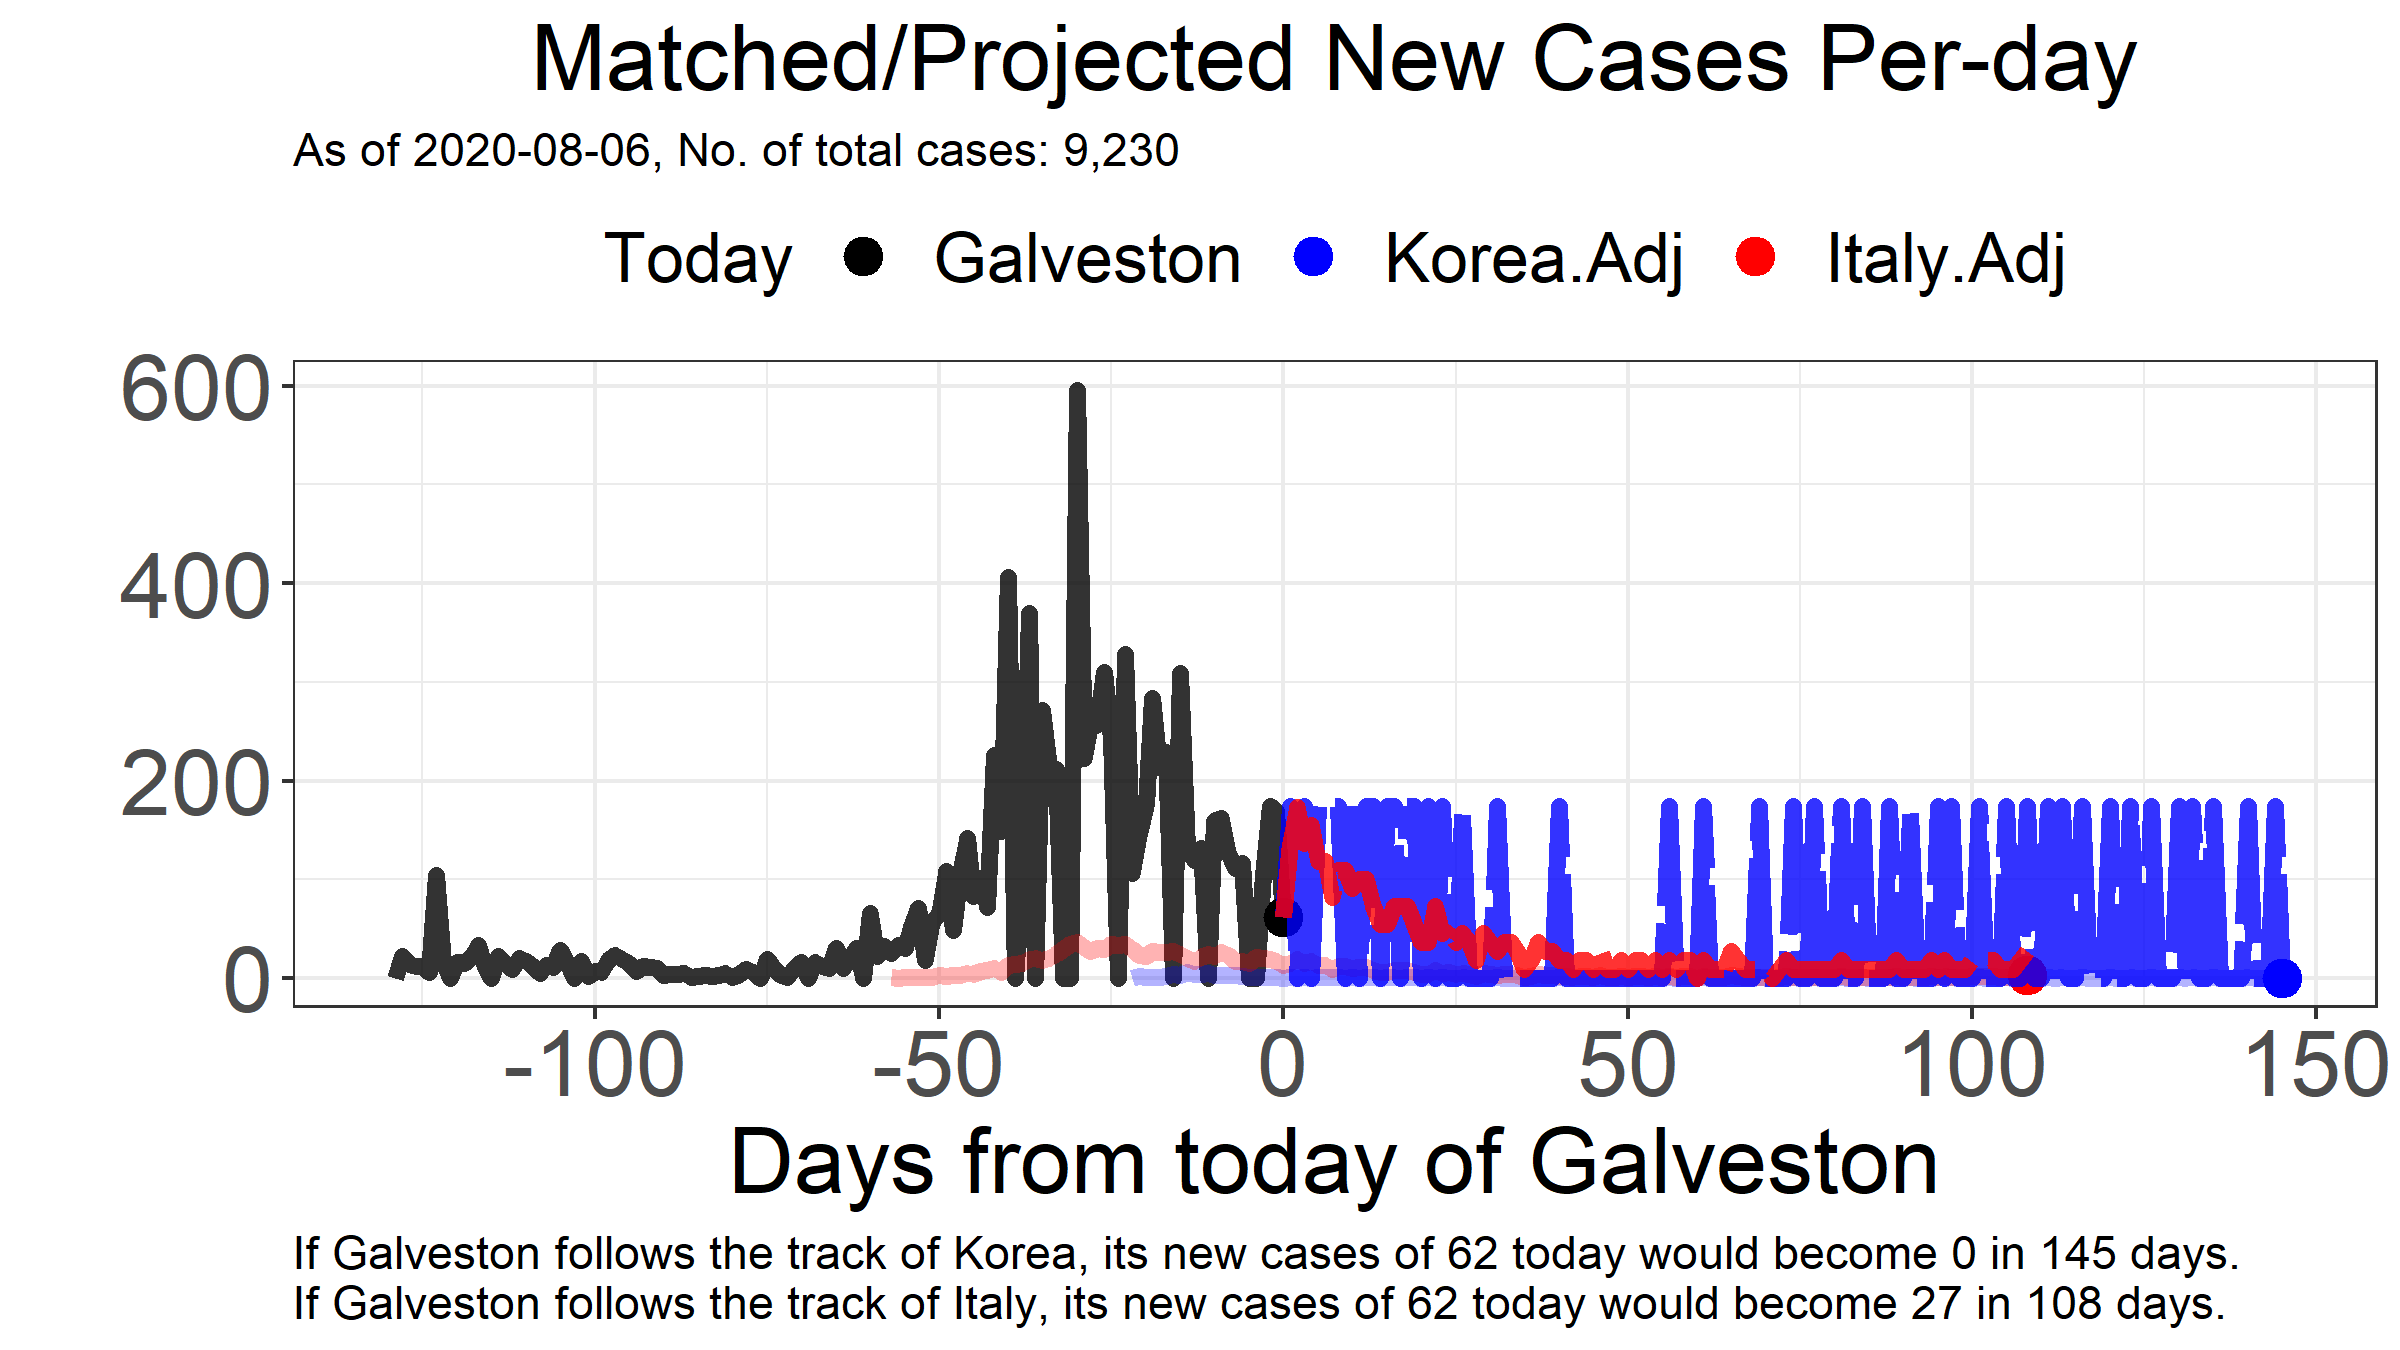 Matched/Projected New Cases Per-day
As of 2020-08-06, No. of total cases: 9,230
Today Galveston Korea.Adj Italy.Adj
600
400
200
0
-100 -50 0 50 100 150
Days from today of Galveston
If Galveston follows the track of Korea, its new cases of 62 today would become 0 in 145 days.
If Galveston follows the track of Italy, its new cases of 62 today would become 27 in 108 days.